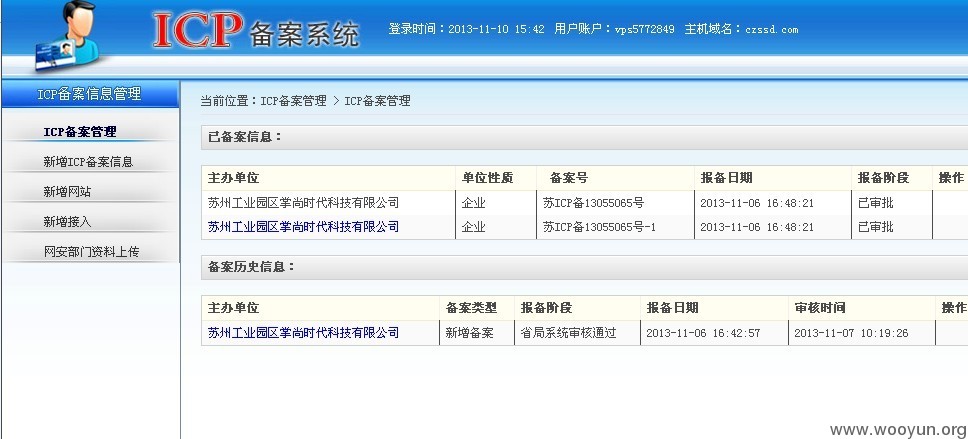 ICP备案系统 登录时间：2013-11-10 15:42 用户账户：vps5772849 主机域名：czssd.com
ICP备案信息管理
ICP备案管理
新增ICP备案信息
新增网站
新增接入
网安部门资料上传
当前位置：ICP备案管理 > ICP备案管理
已备案信息：
主办单位 单位性质 备案号 报备日期 报备阶段 操作
苏州工业园区掌尚时代科技有限公司 企业 苏ICP备13055065号 2013-11-06 16:48:21 已审批
苏州工业园区掌尚时代科技有限公司 企业 苏ICP备13055065号-1 2013-11-06 16:48:21 已审批
备案历史信息：
主办单位 备案类型 报备阶段 报备日期 审核时间 操作
苏州工业园区掌尚时代科技有限公司 新增备案 省局系统审核通过 2013-11-06 16:42:57 2013-11-07 10:19:26
www.wooyun.org